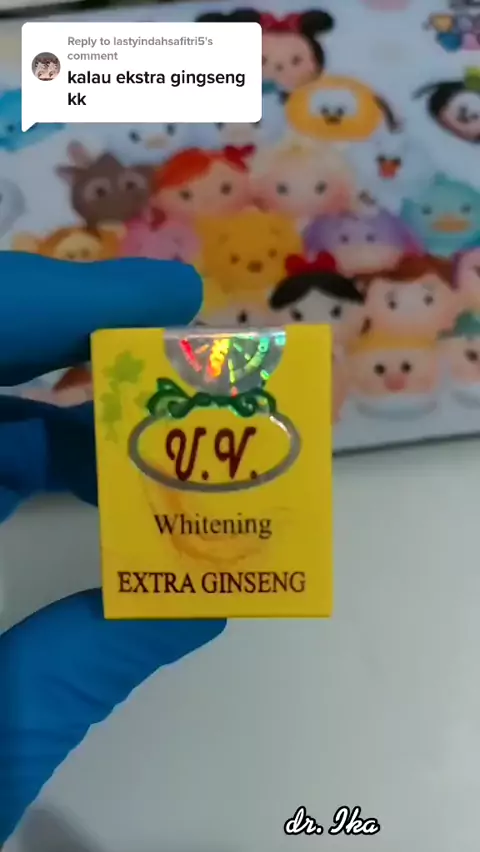 Reply to lastyindahsafitri5's
comment
kalau ekstra gingseng
kk
V.V.
Whitening
EXTRA GINSENG
dr. Ika